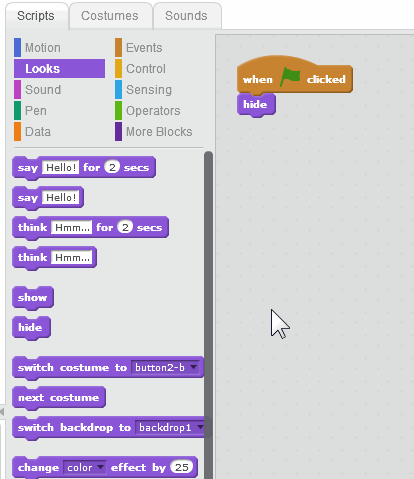 Scripts Costumes Sounds
Motion Events
Looks Control
Sound Sensing
Pen Operators
Data More Blocks
say Hello! for 2 secs
say Hello!
think Hmm... for 2 secs
think Hmm...
show
hide
switch costume to button2-b
next costume
switch backdrop to backdrop1
change color effect by 25
when clicked
hide